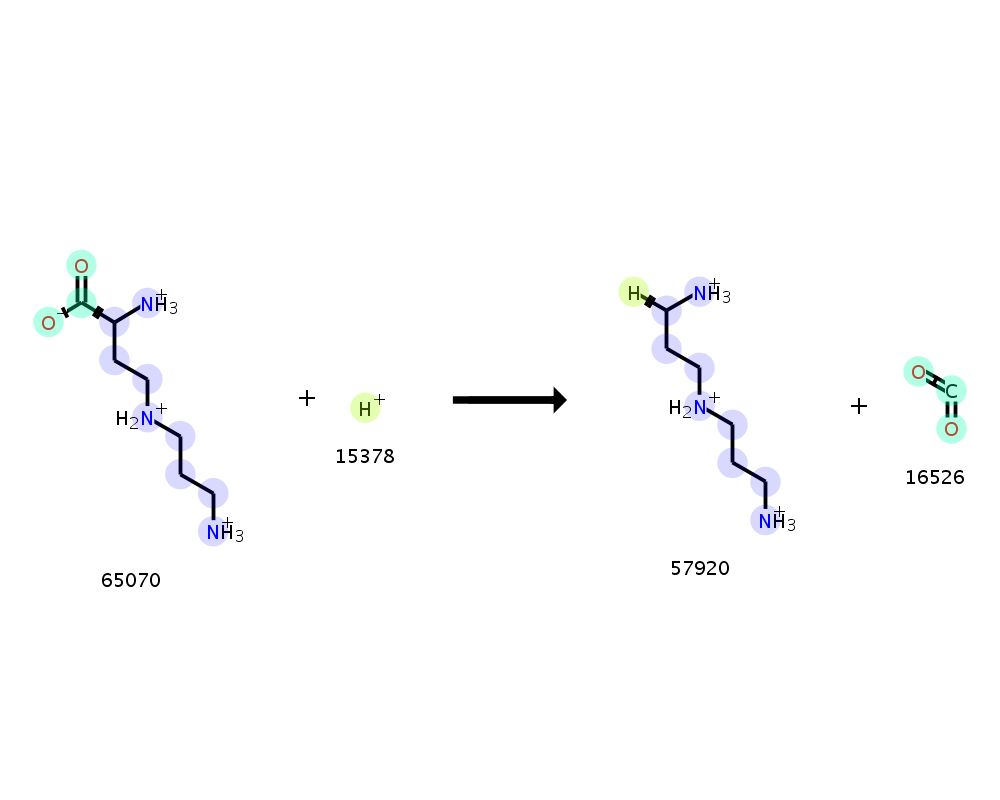 O
O⁻
NH₃⁺
H₂N⁺
NH₃⁺
65070
+
H⁺
15378
H
NH₃⁺
H₂N⁺
NH₃⁺
57920
+
O
C
O
16526